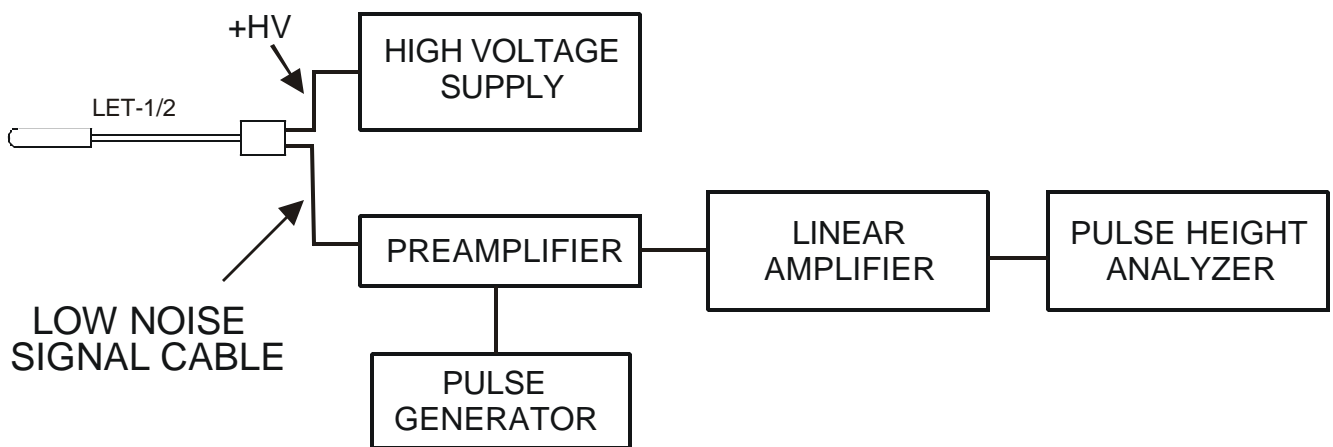 +HV
HIGH VOLTAGE
SUPPLY
LET-1/2
PREAMPLIFIER
LINEAR
AMPLIFIER
PULSE HEIGHT
ANALYZER
LOW NOISE
SIGNAL CABLE
PULSE
GENERATOR